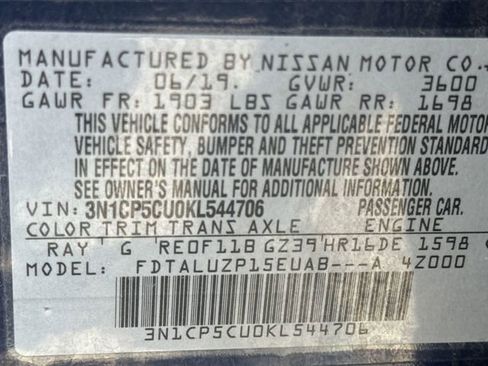 MANUFACTURED BY NISSAN MOTOR CO.,
DATE: 06/19. GVWR: 3600
GAWR FR: 1903 LBS GAWR RR: 1698
THIS VEHICLE CONFORMS TO ALL APPLICABLE FEDERAL MOTOR
VEHICLE SAFETY, BUMPER AND THEFT PREVENTION STANDARD
IN EFFECT ON THE DATE OF MANUFACTURE SHOWN ABOVE.
SEE OWNER'S MANUAL FOR ADDITIONAL INFORMATION.
VIN: 3N1CP5CU0KL544706 PASSENGER CAR.
COLOR TRIM TRANS AXLE ENGINE
RAY G RE0F11B GZ39 HR16DE 1598
MODEL: FDTALUZP15EUAB---A 4Z000
3N1CP5CU0KL544706